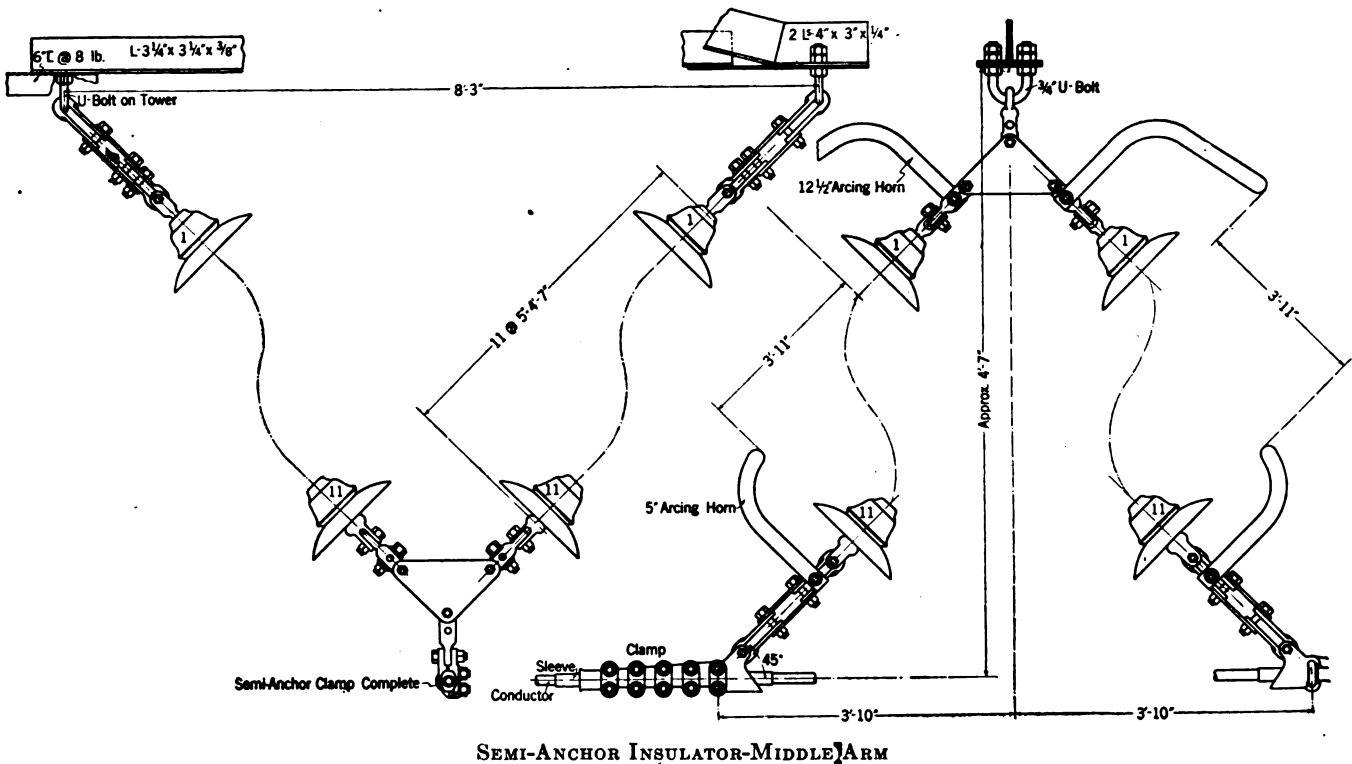 6"[ @ 8 lb.
L-3¼"x 3¼"x ⅜"
2 Ls-4"x 3"x ¼"
U-Bolt on Tower
8'-3"
¾" U-Bolt
12½" Arcing Horn
1
1
1
1
11 @ 5"-4'-7"
3'-11"
3'-11"
Approx. 4'-7"
11
11
11
11
5" Arcing Horn
Clamp
45°
Sleeve
Conductor
Semi-Anchor Clamp Complete
3'-10"
3'-10"
SEMI-ANCHOR INSULATOR-MIDDLE ARM